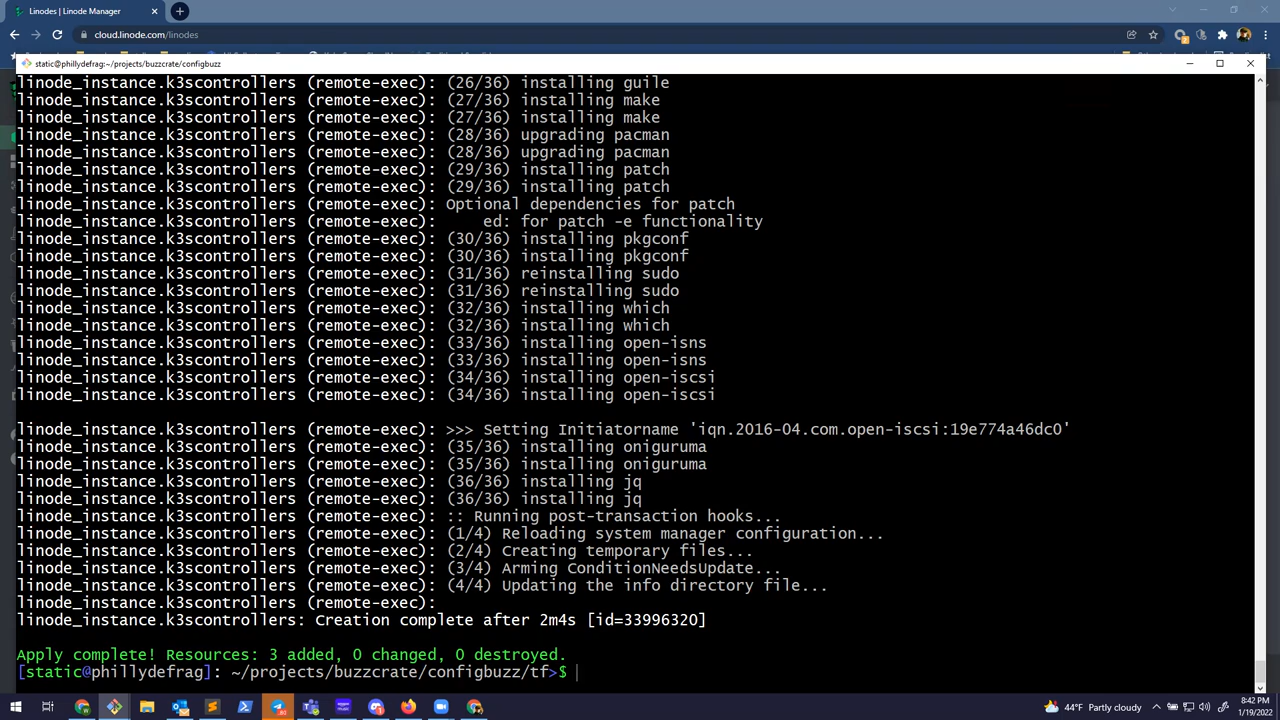 Linodes | Linode Manager
cloud.linode.com/linodes
static@phillydefrag:~/projects/buzzcrate/configbuzz
linode_instance.k3scontrollers (remote-exec): (26/36) installing guile
linode_instance.k3scontrollers (remote-exec): (27/36) installing make
linode_instance.k3scontrollers (remote-exec): (27/36) installing make
linode_instance.k3scontrollers (remote-exec): (28/36) upgrading pacman
linode_instance.k3scontrollers (remote-exec): (28/36) upgrading pacman
linode_instance.k3scontrollers (remote-exec): (29/36) installing patch
linode_instance.k3scontrollers (remote-exec): (29/36) installing patch
linode_instance.k3scontrollers (remote-exec): Optional dependencies for patch
linode_instance.k3scontrollers (remote-exec):     ed: for patch -e functionality
linode_instance.k3scontrollers (remote-exec): (30/36) installing pkgconf
linode_instance.k3scontrollers (remote-exec): (30/36) installing pkgconf
linode_instance.k3scontrollers (remote-exec): (31/36) reinstalling sudo
linode_instance.k3scontrollers (remote-exec): (31/36) reinstalling sudo
linode_instance.k3scontrollers (remote-exec): (32/36) installing which
linode_instance.k3scontrollers (remote-exec): (32/36) installing which
linode_instance.k3scontrollers (remote-exec): (33/36) installing open-isns
linode_instance.k3scontrollers (remote-exec): (33/36) installing open-isns
linode_instance.k3scontrollers (remote-exec): (34/36) installing open-iscsi
linode_instance.k3scontrollers (remote-exec): (34/36) installing open-iscsi
linode_instance.k3scontrollers (remote-exec): >>> Setting Initiatorname 'iqn.2016-04.com.open-iscsi:19e774a46dc0'
linode_instance.k3scontrollers (remote-exec): (35/36) installing oniguruma
linode_instance.k3scontrollers (remote-exec): (35/36) installing oniguruma
linode_instance.k3scontrollers (remote-exec): (36/36) installing jq
linode_instance.k3scontrollers (remote-exec): (36/36) installing jq
linode_instance.k3scontrollers (remote-exec): :: Running post-transaction hooks...
linode_instance.k3scontrollers (remote-exec): (1/4) Reloading system manager configuration...
linode_instance.k3scontrollers (remote-exec): (2/4) Creating temporary files...
linode_instance.k3scontrollers (remote-exec): (3/4) Arming ConditionNeedsUpdate...
linode_instance.k3scontrollers (remote-exec): (4/4) Updating the info directory file...
linode_instance.k3scontrollers (remote-exec):
linode_instance.k3scontrollers: Creation complete after 2m4s [id=33996320]
Apply complete! Resources: 3 added, 0 changed, 0 destroyed.
[static@phillydefrag]: ~/projects/buzzcrate/configbuzz/tf>$
44°F Partly cloudy
8:42 PM
1/19/2022